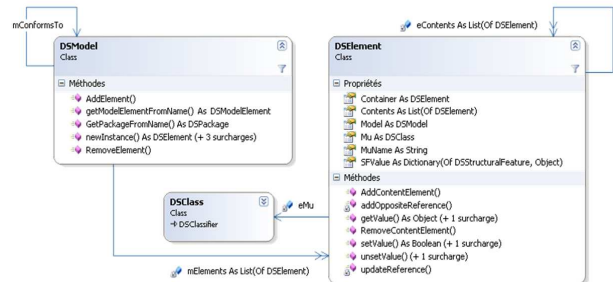 mConformsTo
DSModel
Class
Méthodes
AddElement()
getModelElementFromName() As DSModelElement
GetPackageFromName() As DSPackage
newInstance() As DSElement (+ 3 surcharges)
RemoveElement()
eContents As List(Of DSElement)
DSElement
Class
Propriétés
Container As DSElement
Contents As List(Of DSElement)
Model As DSModel
Mu As DSClass
MuName As String
SFValue As Dictionary(Of DSStructuralFeature, Object)
Méthodes
AddContentElement()
addOppositeReference()
getValue() As Object (+ 1 surcharge)
RemoveContentElement()
setValue() As Boolean (+ 1 surcharge)
unsetValue() (+ 1 surcharge)
updateReference()
DSClass
Class
DSClassifier
eMu
mElements As List(Of DSElement)